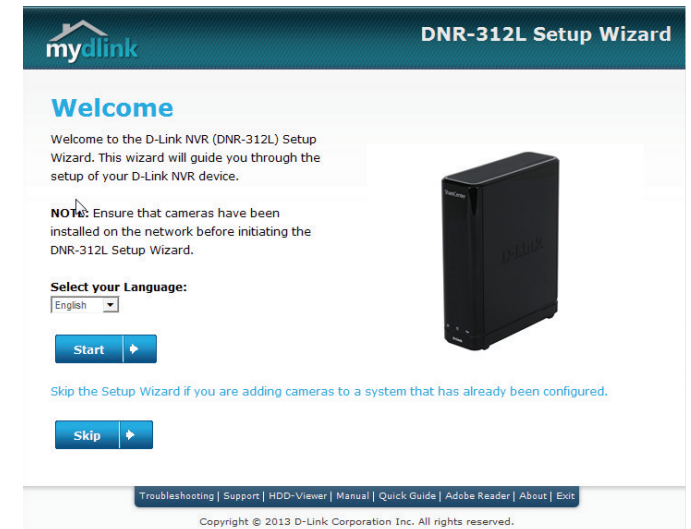 mydlink
DNR-312L Setup Wizard
Welcome
Welcome to the D-Link NVR (DNR-312L) Setup
Wizard. This wizard will guide you through the
setup of your D-Link NVR device.
NOTE: Ensure that cameras have been
installed on the network before initiating the
DNR-312L Setup Wizard.
ShareCenter
D-Link
Select your Language:
English
Start
Skip the Setup Wizard if you are adding cameras to a system that has already been configured.
Skip
Troubleshooting | Support | HDD-Viewer | Manual | Quick Guide | Adobe Reader | About | Exit
Copyright © 2013 D-Link Corporation Inc. All rights reserved.